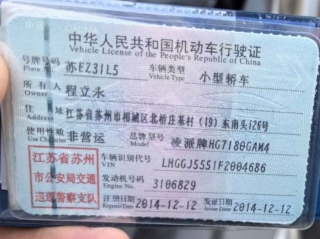 中华人民共和国机动车行驶证
Vehicle License of the People's Republic of China
号牌号码 苏EZ31L5 车辆类型 小型轿车
Plate No. Vehicle Type
所有人 程立永
Owner
住址 江苏省苏州市相城区北桥庄基村(19)东南头126号
使用性质 非营运 品牌型号 凌派牌HG7180GAM4
Use Character Model
江苏省苏州 车辆识别代号 LHGGJ5551F2004686
VIN
市公安局交通 发动机号码 3106829
Engine No.
巡逻警察支队 注册日期 2014-12-12 发证日期 2014-12-12
Register Date Issue Date